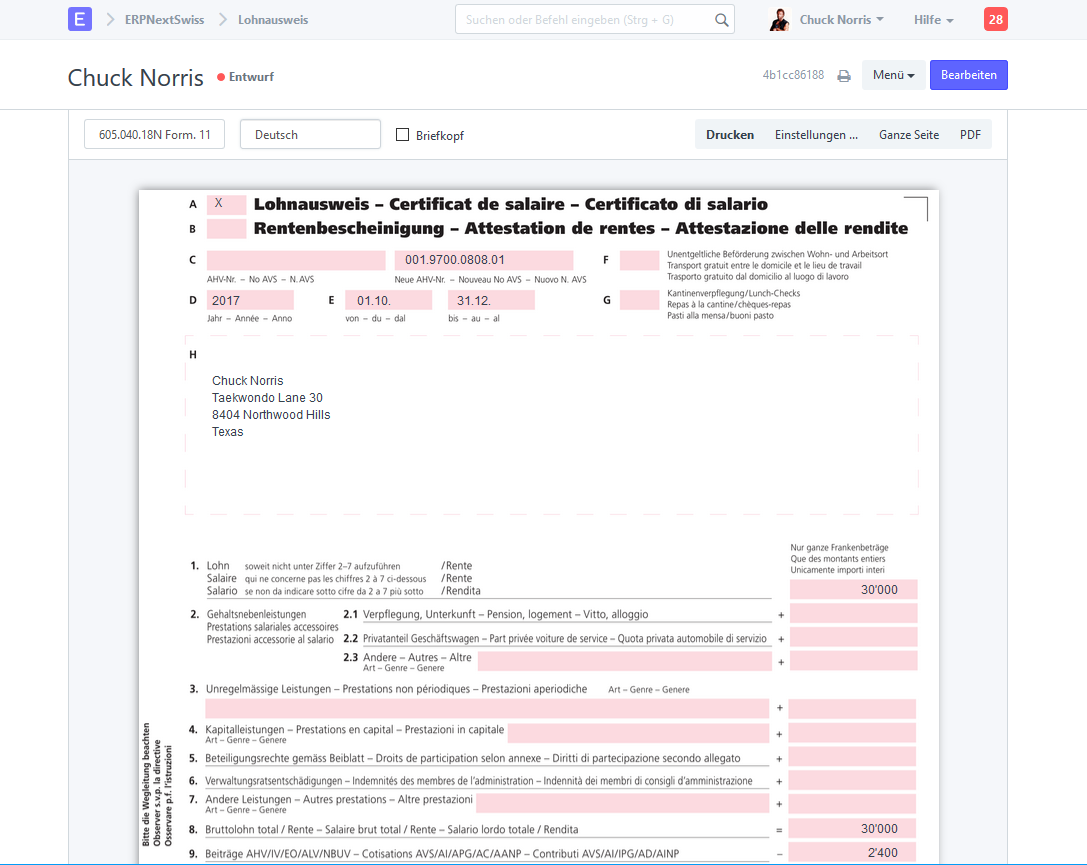 E ERPNextSwiss Lohnausweis Suchen oder Befehl eingeben (Strg + G) Chuck Norris Hilfe 28
Chuck Norris Entwurf 4b1cc86188 Menü Bearbeiten
605.040.18N Form. 11 Deutsch Briefkopf Drucken Einstellungen ... Ganze Seite PDF
A X Lohnausweis – Certificat de salaire – Certificato di salario
B Rentenbescheinigung – Attestation de rentes – Attestazione delle rendite
C 001.9700.0808.01
AHV-Nr. – No AVS – N. AVS Neue AHV-Nr. – Nouveau No AVS – Nuovo N. AVS
F Unentgeltliche Beförderung zwischen Wohn- und Arbeitsort
Transport gratuit entre le domicile et le lieu de travail
Trasporto gratuito dal domicilio al luogo di lavoro
D 2017 E 01.10. 31.12.
Jahr – Année – Anno von – du – dal bis – au – al
G Kantinenverpflegung/Lunch-Checks
Repas à la cantine/chèques-repas
Pasti alla mensa/buoni pasto
H
Chuck Norris
Taekwondo Lane 30
8404 Northwood Hills
Texas
Nur ganze Frankenbeträge
Que des montants entiers
Unicamente importi interi
1. Lohn soweit nicht unter Ziffer 2–7 aufzuführen /Rente
Salaire qui ne concerne pas les chiffres 2 à 7 ci-dessous /Rente
Salario se non da indicare sotto cifre da 2 a 7 più sotto /Rendita
30'000
2. Gehaltsnebenleistungen 2.1 Verpflegung, Unterkunft – Pension, logement – Vitto, alloggio +
Prestations salariales accessoires
Prestazioni accessorie al salario 2.2 Privatanteil Geschäftswagen – Part privée voiture de service – Quota privata automobile di servizio +
2.3 Andere – Autres – Altre +
Art – Genre – Genere
3. Unregelmässige Leistungen – Prestations non périodiques – Prestazioni aperiodiche Art – Genre – Genere
+
4. Kapitalleistungen – Prestations en capital – Prestazioni in capitale +
Art – Genre – Genere
5. Beteiligungsrechte gemäss Beiblatt – Droits de participation selon annexe – Diritti di partecipazione secondo allegato +
6. Verwaltungsratsentschädigungen – Indemnités des membres de l'administration – Indennità dei membri di consigli d'amministrazione +
7. Andere Leistungen – Autres prestations – Altre prestazioni +
Art – Genre – Genere
8. Bruttolohn total / Rente – Salaire brut total / Rente – Salario lordo totale / Rendita = 30'000
9. Beiträge AHV/IV/EO/ALV/NBUV – Cotisations AVS/AI/APG/AC/AANP – Contributi AVS/AI/IPG/AD/AINP – 2'400
Bitte die Wegleitung beachten
Observer s.v.p. la directive
Osservare p.f. l'istruzioni